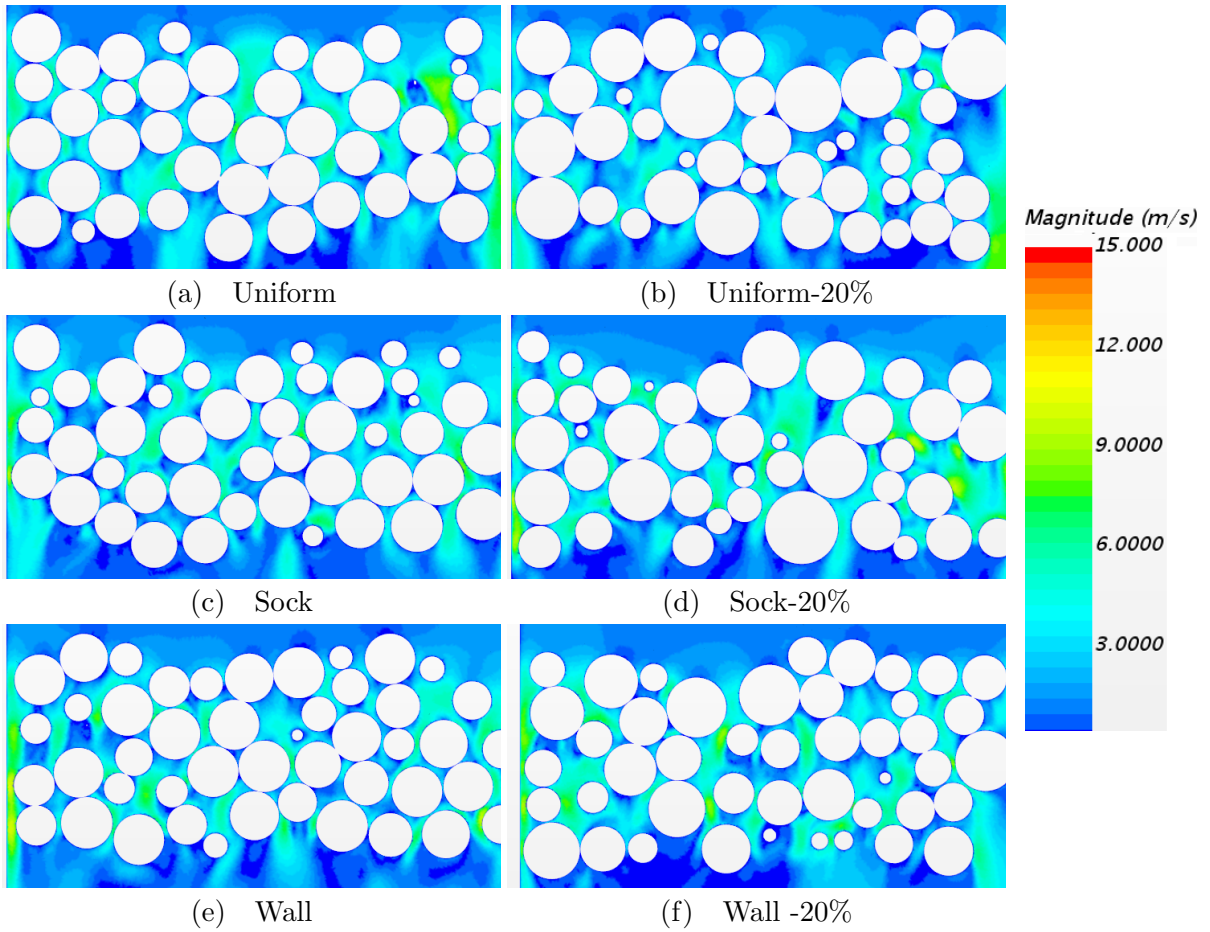 (a) Uniform
(b) Uniform-20%
Magnitude (m/s)
15.000
12.000
9.0000
6.0000
3.0000
(c) Sock
(d) Sock-20%
(e) Wall
(f) Wall -20%